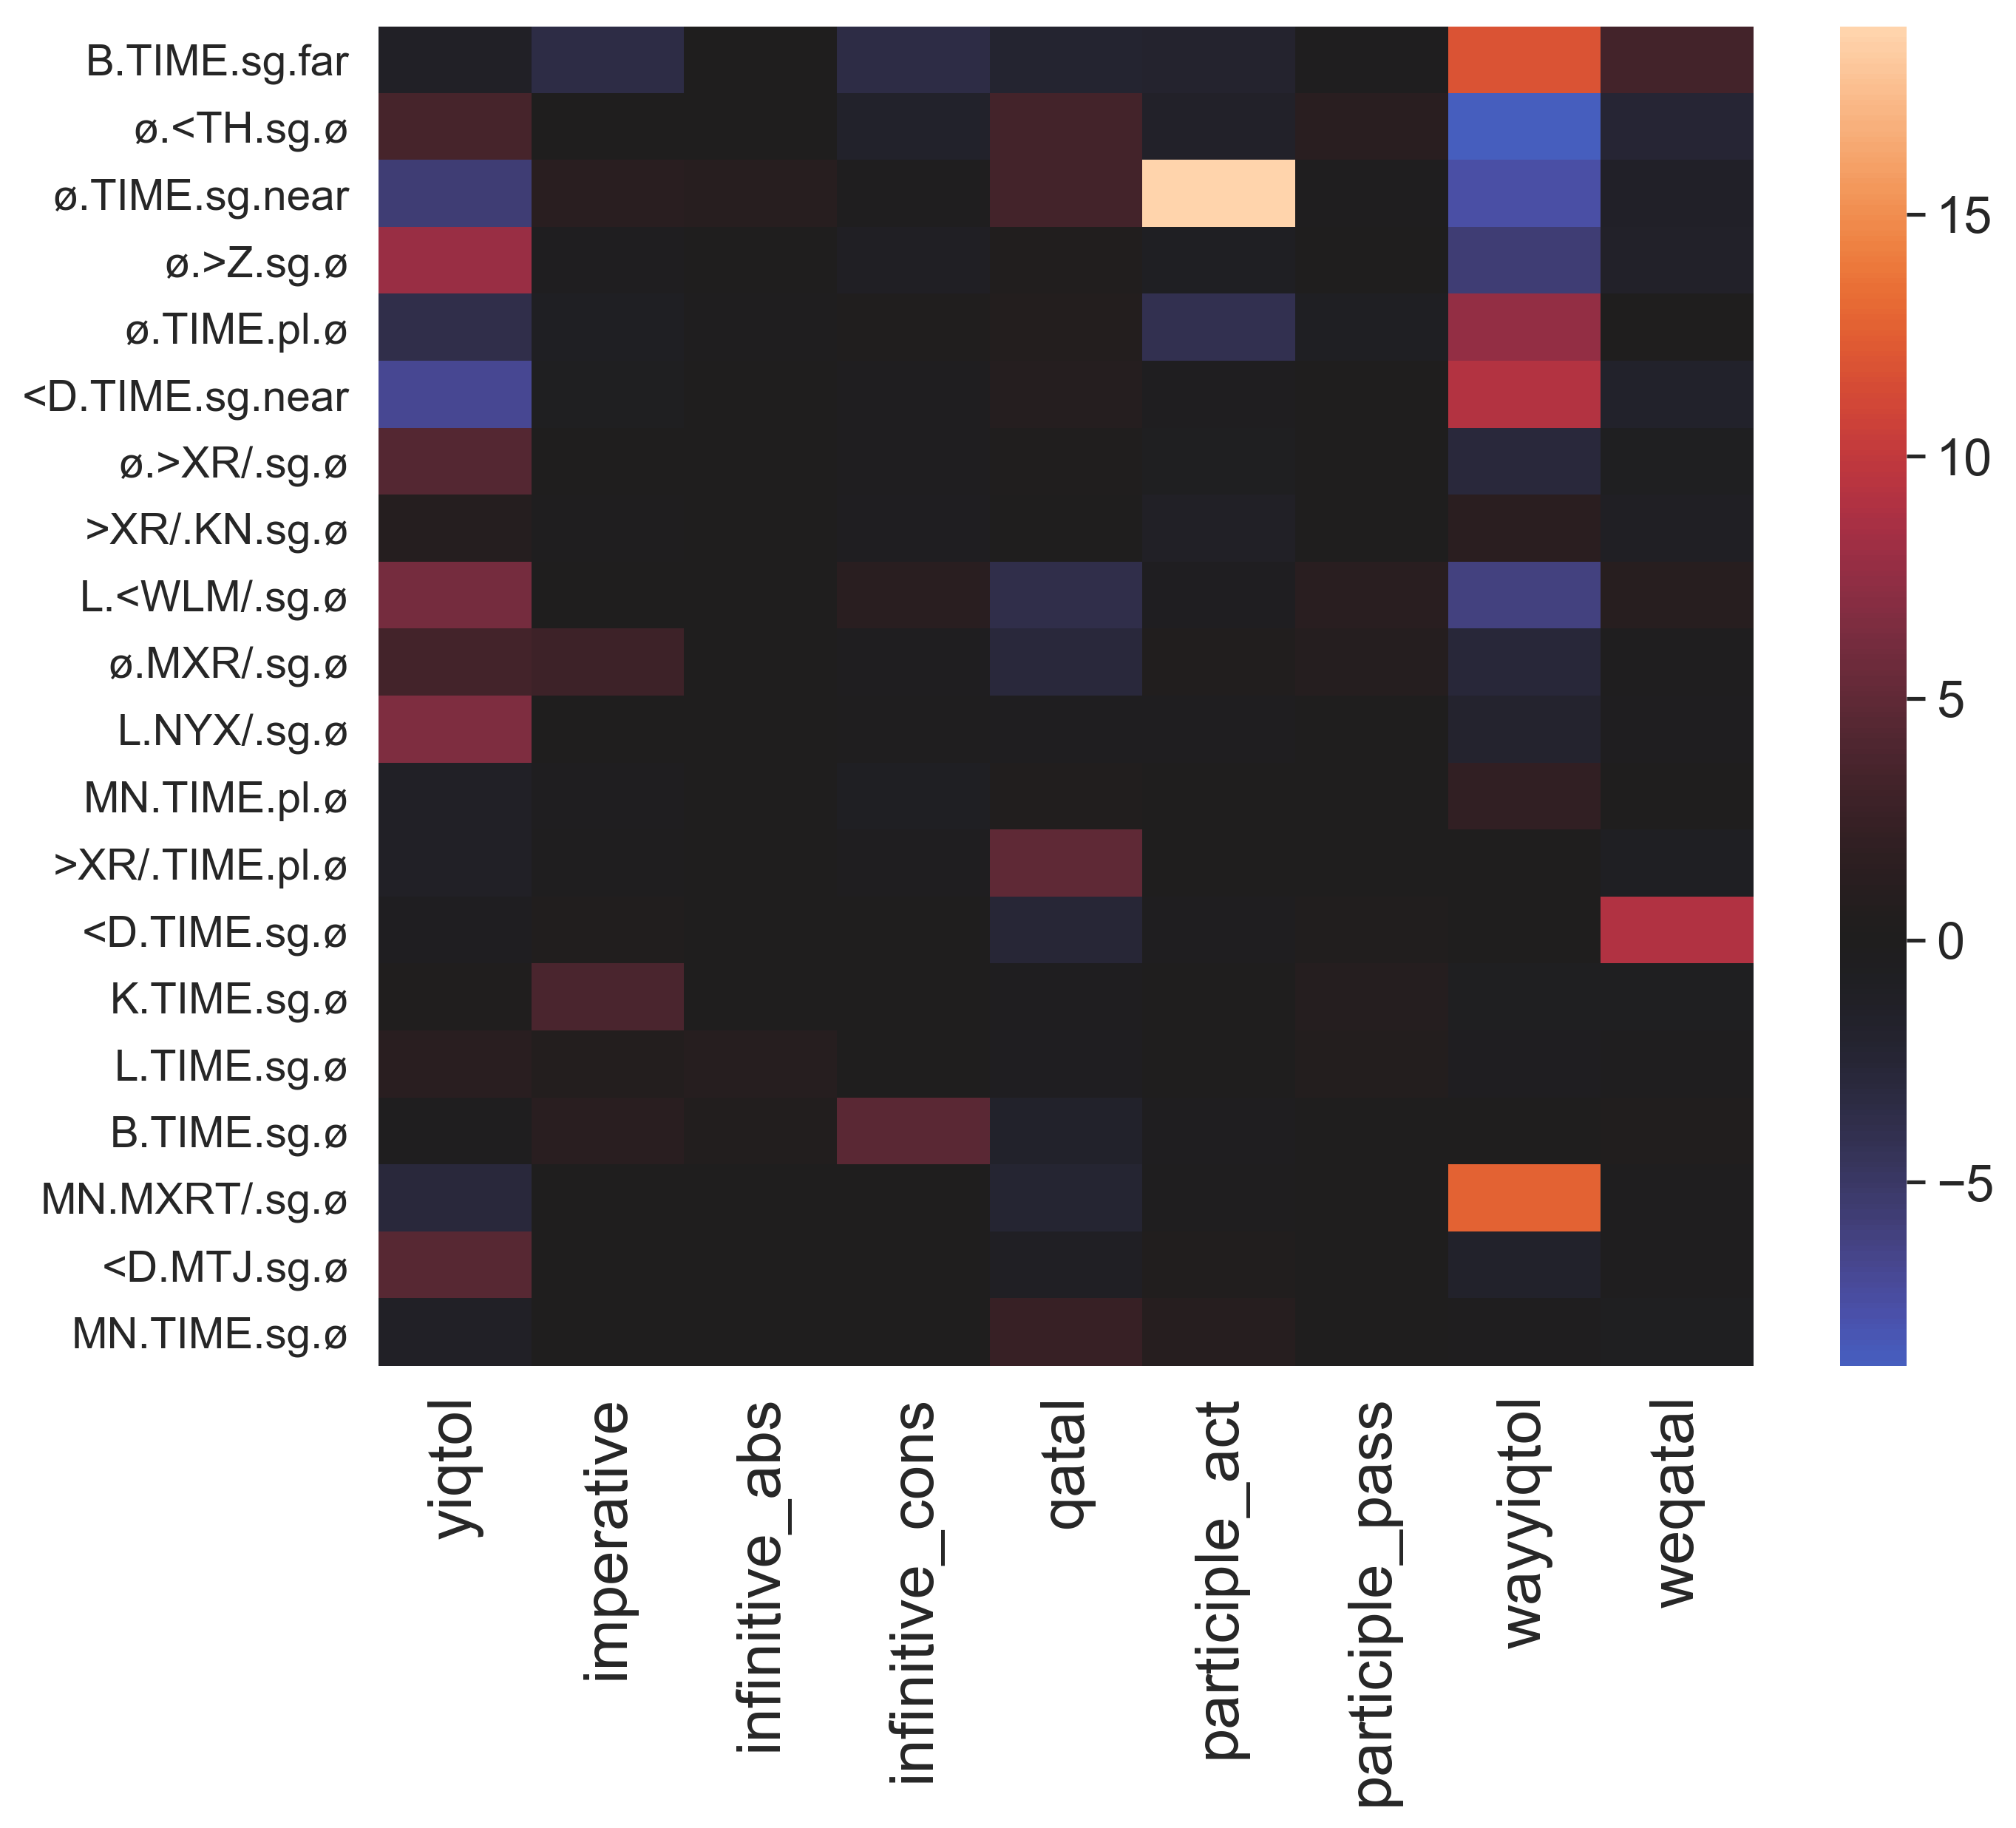 B.TIME.sg.far
ø.<TH.sg.ø
ø.TIME.sg.near
ø.>Z.sg.ø
ø.TIME.pl.ø
<D.TIME.sg.near
ø.>XR/.sg.ø
>XR/.KN.sg.ø
L.<WLM/.sg.ø
ø.MXR/.sg.ø
L.NYX/.sg.ø
MN.TIME.pl.ø
>XR/.TIME.pl.ø
<D.TIME.sg.ø
K.TIME.sg.ø
L.TIME.sg.ø
B.TIME.sg.ø
MN.MXRT/.sg.ø
<D.MTJ.sg.ø
MN.TIME.sg.ø
yiqtol
imperative
infinitive_abs
infinitive_cons
qatal
participle_act
participle_pass
wayyiqtol
weqatal
15
10
5
0
−5